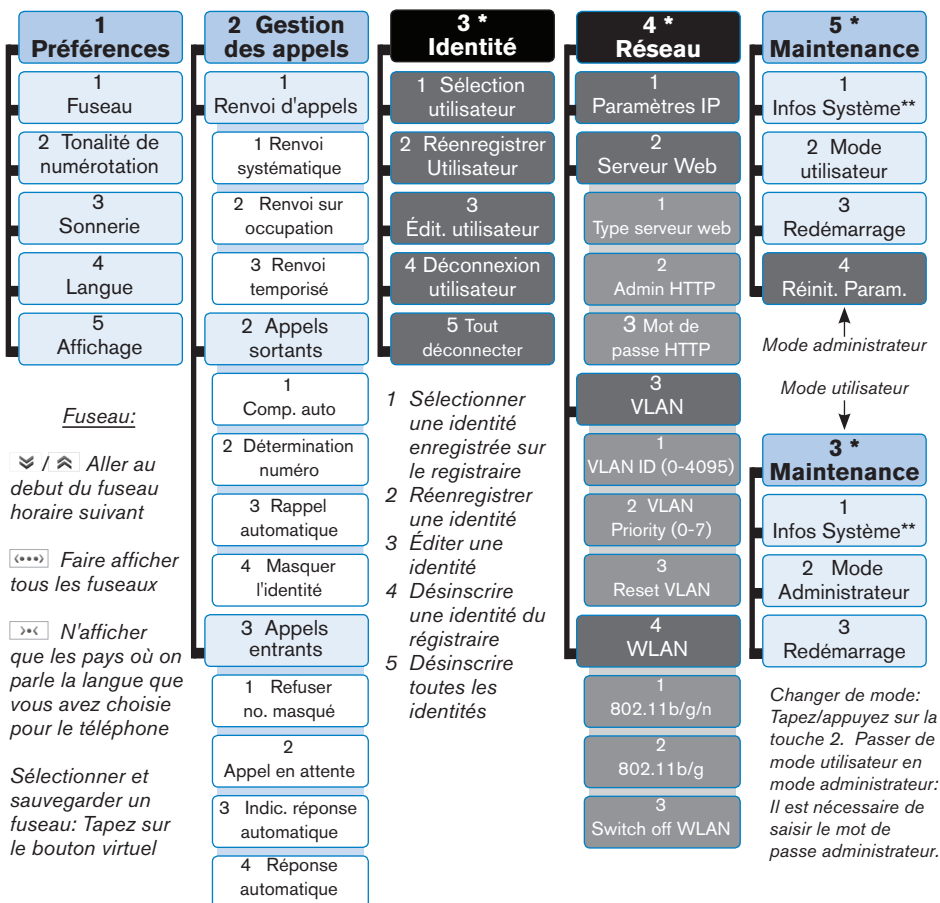 1
Préférences
1
Fuseau
2 Tonalité de
numérotation
3
Sonnerie
4
Langue
5
Affichage
Fuseau:
/ Aller au
debut du fuseau
horaire suivant
Faire afficher
tous les fuseaux
N'afficher
que les pays où on
parle la langue que
vous avez choisie
pour le téléphone
Sélectionner et
sauvegarder un
fuseau: Tapez sur
le bouton virtuel
2 Gestion
des appels
1
Renvoi d'appels
1 Renvoi
systématique
2 Renvoi sur
occupation
3 Renvoi
temporisé
2 Appels
sortants
1
Comp. auto
2 Détermination
numéro
3 Rappel
automatique
4 Masquer
l'identité
3 Appels
entrants
1 Refuser
no. masqué
2
Appel en attente
3 Indic. réponse
automatique
4 Réponse
automatique
3 *
Identité
1 Sélection
utilisateur
2 Réenregistrer
Utilisateur
3
Édit. utilisateur
4 Déconnexion
utilisateur
5 Tout
déconnecter
1 Sélectionner
une identité
enregistrée sur
le registraire
2 Réenregistrer
une identité
3 Éditer une
identité
4 Désinscrire
une identité du
régistraire
5 Désinscrire
toutes les
identités
4 *
Réseau
1
Paramètres IP
2
Serveur Web
1
Type serveur web
2
Admin HTTP
3 Mot de
passe HTTP
3
VLAN
1
VLAN ID (0-4095)
2 VLAN
Priority (0-7)
3
Reset VLAN
4
WLAN
1
802.11b/g/n
2
802.11b/g
3
Switch off WLAN
5 *
Maintenance
1
Infos Système**
2 Mode
utilisateur
3
Redémarrage
4
Réinit. Param.
Mode administrateur
Mode utilisateur
3 *
Maintenance
1
Infos Système**
2 Mode
Administrateur
3
Redémarrage
Changer de mode:
Tapez/appuyez sur la
touche 2. Passer de
mode utilisateur en
mode administrateur:
Il est nécessaire de
saisir le mot de
passe administrateur.